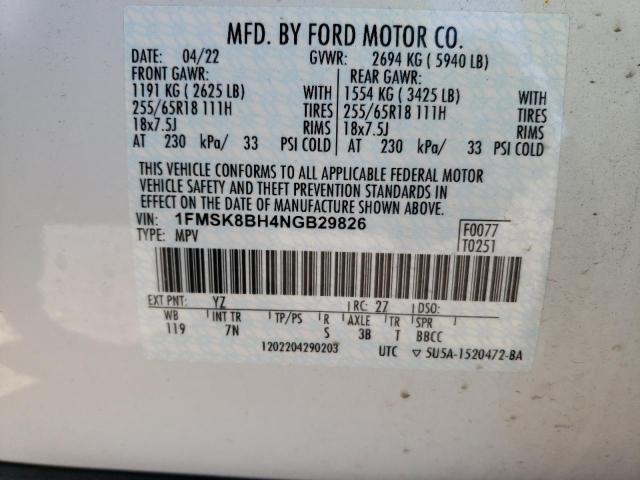 MFD. BY FORD MOTOR CO.
DATE: 04/22 GVWR: 2694 KG ( 5940 LB)
FRONT GAWR: REAR GAWR:
1191 KG ( 2625 LB) WITH 1554 KG ( 3425 LB) WITH
255/65R18 111H TIRES 255/65R18 111H TIRES
18x7.5J RIMS 18x7.5J RIMS
AT 230 kPa/ 33 PSI COLD AT 230 kPa/ 33 PSI COLD
THIS VEHICLE CONFORMS TO ALL APPLICABLE FEDERAL MOTOR
VEHICLE SAFETY AND THEFT PREVENTION STANDARDS IN
EFFECT ON THE DATE OF MANUFACTURE SHOWN ABOVE.
VIN: 1FMSK8BH4NGB29826 F0077
TYPE: MPV T0251
EXT PNT: YZ RC: 27 DSO:
WB INT TR TP/PS R AXLE TR SPR
119 7N S 3B T BBCC
1202204290203 UTC ▽ 5U5A-1520472-BA